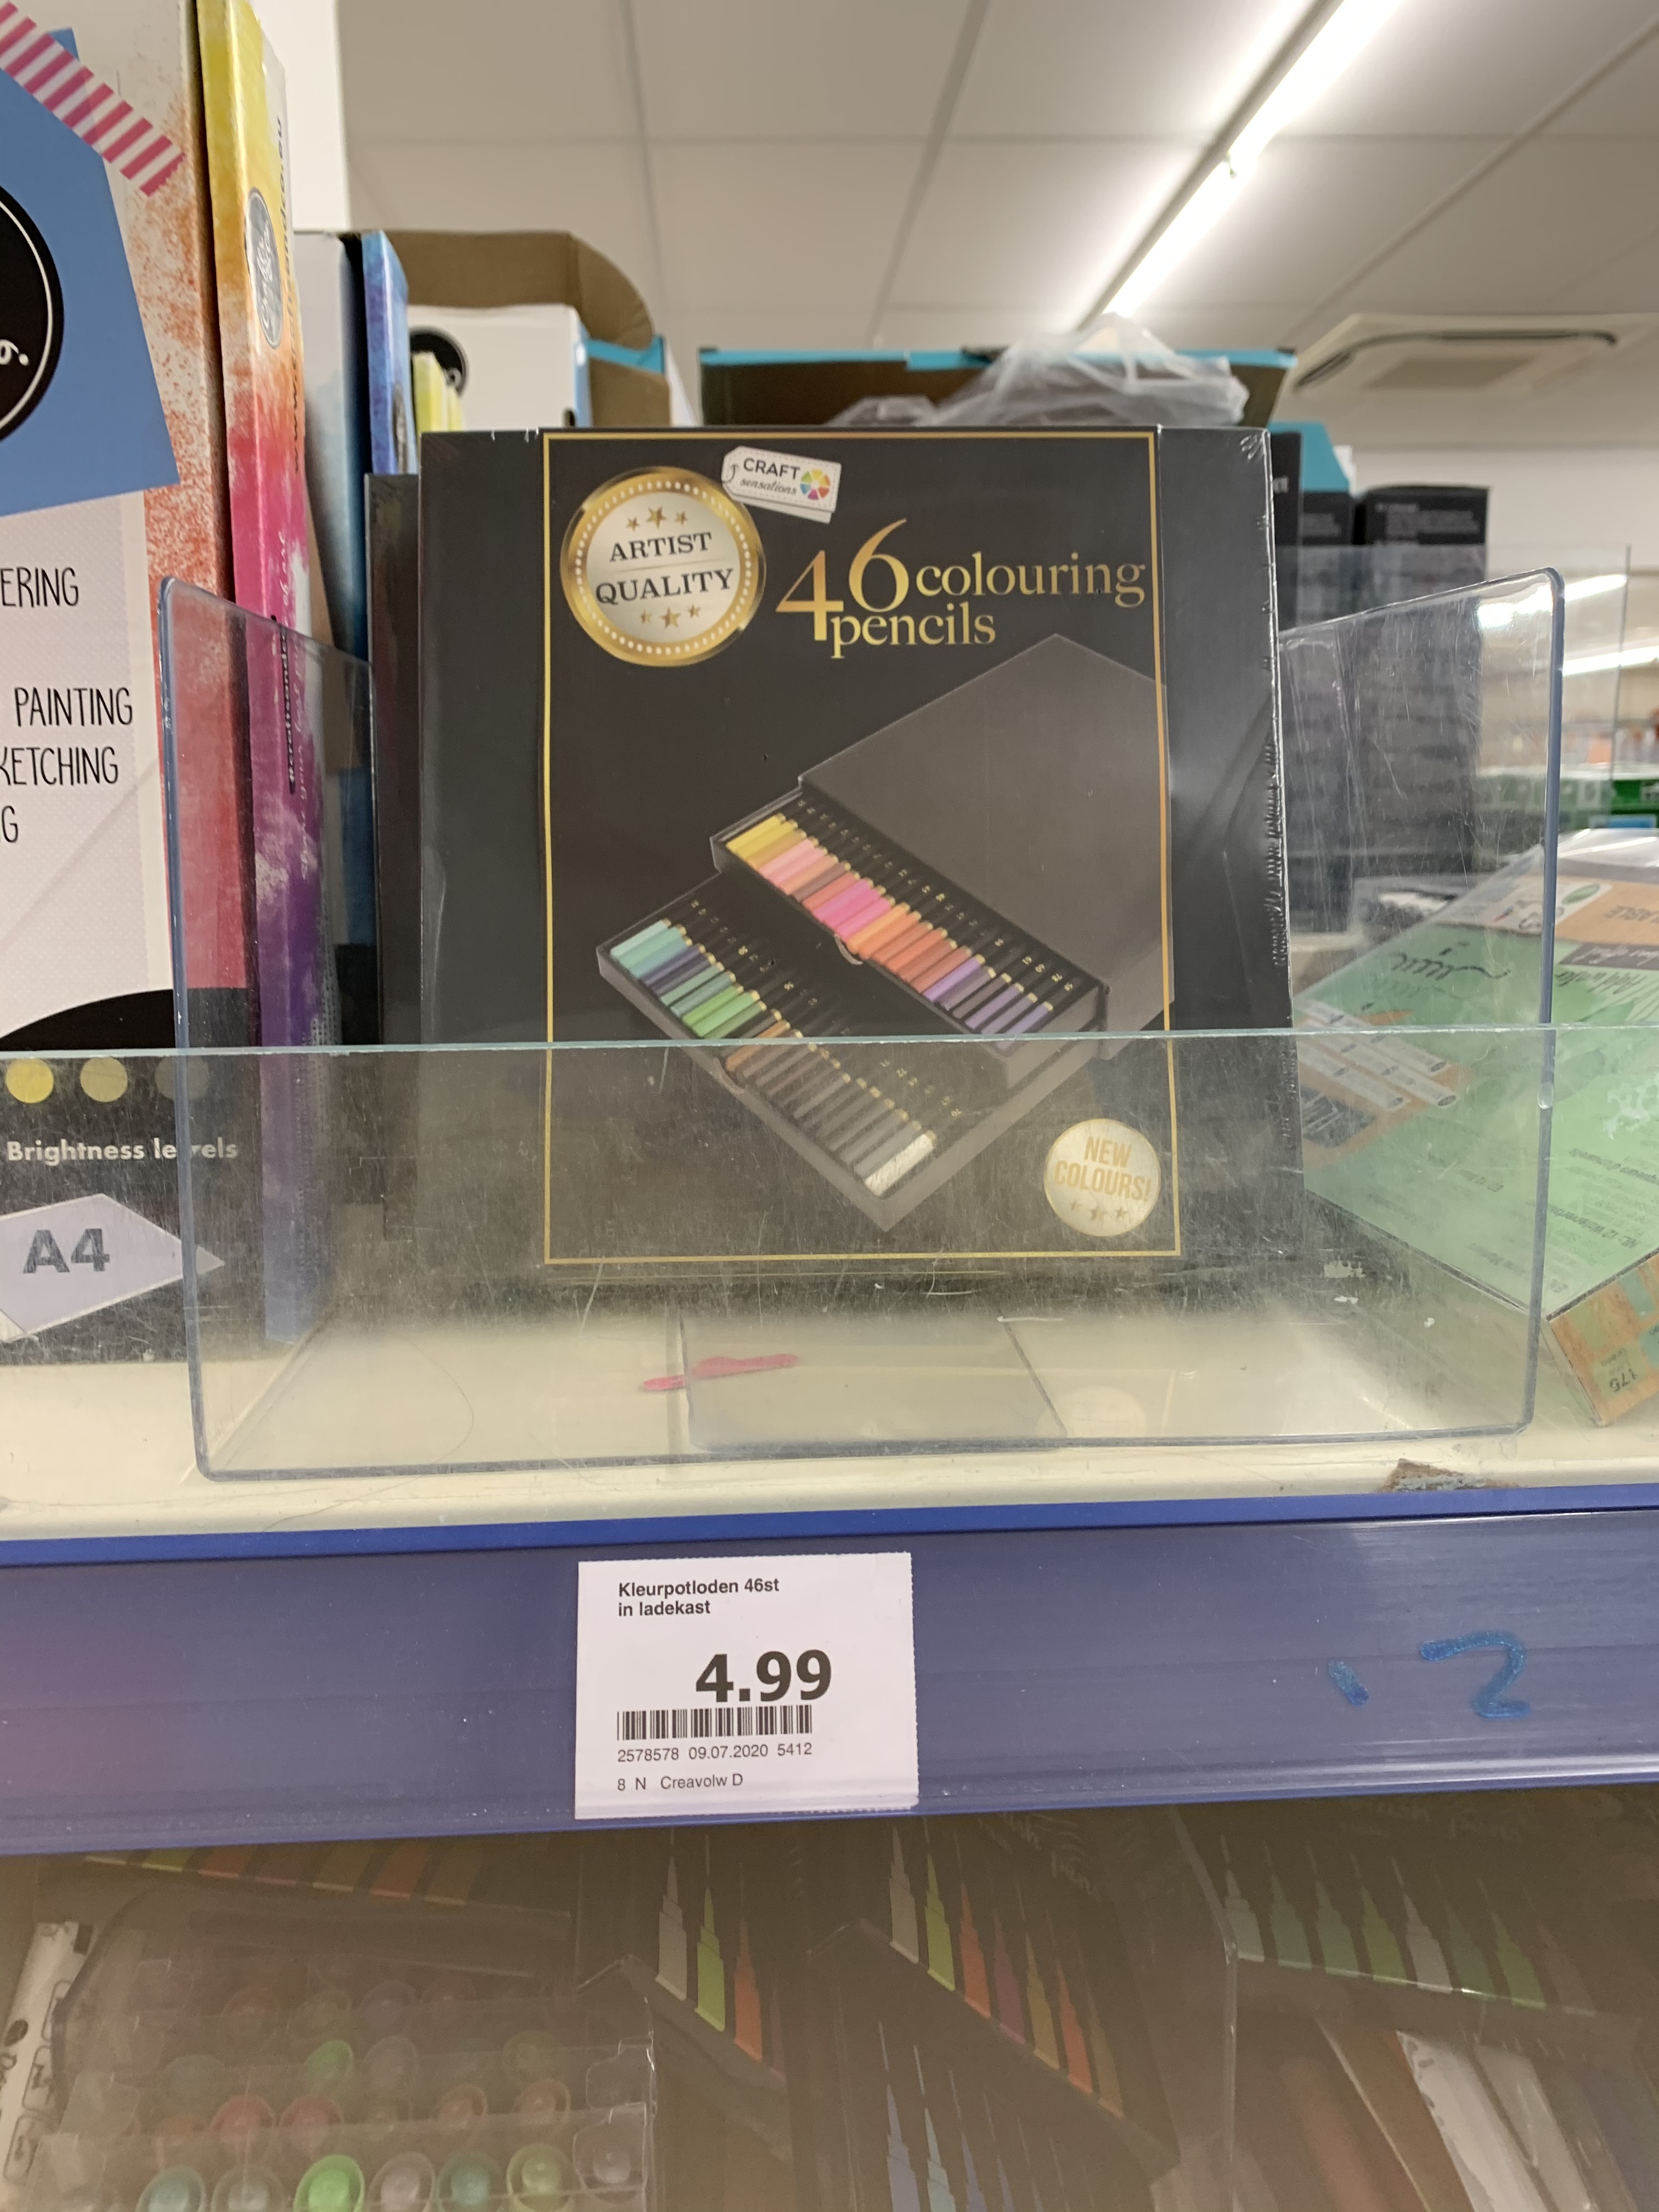 ERING
PAINTING
KETCHING
G
Brightness levels
A4
CRAFT
sensations
ARTIST
QUALITY
46 colouring
pencils
NEW
COLOURS!
Kleurpotloden 46st
in ladekast
4.99
2578578 09.07.2020 5412
8 N Creavolw D
175